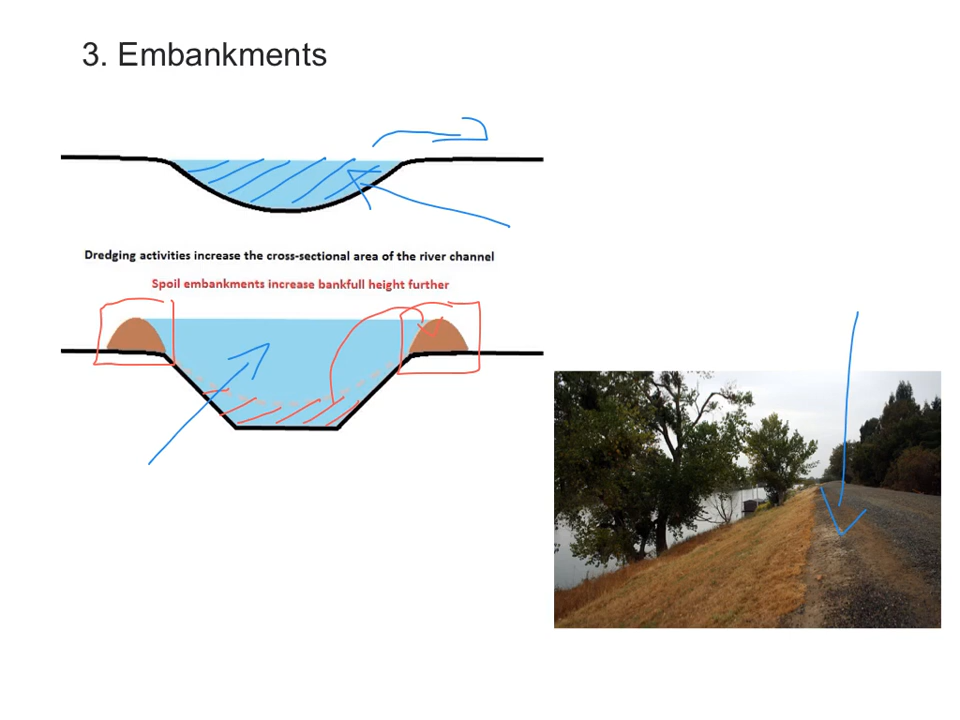 3. Embankments
Dredging activities increase the cross-sectional area of the river channel
Spoil embankments increase bankfull height further